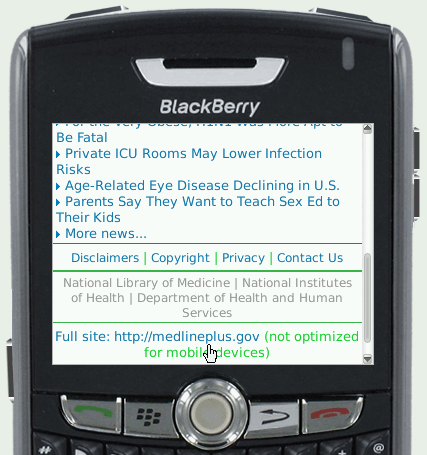 BlackBerry
For the Very Obese, H1N1 Was More Apt to
Be Fatal
Private ICU Rooms May Lower Infection
Risks
Age-Related Eye Disease Declining in U.S.
Parents Say They Want to Teach Sex Ed to
Their Kids
More news...
Disclaimers | Copyright | Privacy | Contact Us
National Library of Medicine | National Institutes
of Health | Department of Health and Human
Services
Full site: http://medlineplus.gov (not optimized
for mobile devices)
#
@